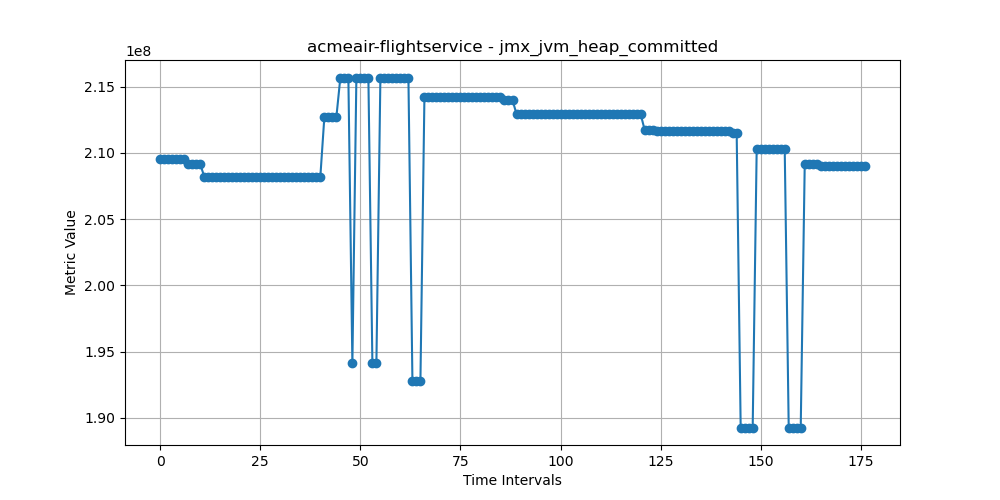 acmeair-flightservice - jmx_jvm_heap_committed
1e8
2.15
2.10
2.05
2.00
1.95
1.90
Metric Value
0 25 50 75 100 125 150 175
Time Intervals